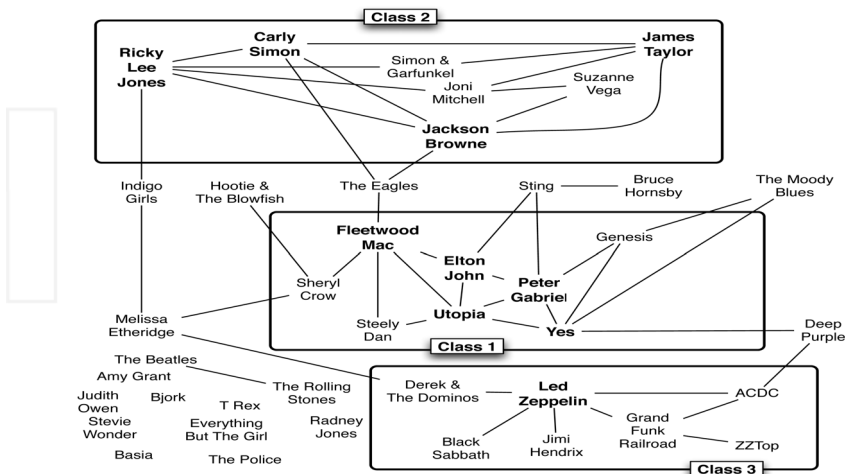 Class 2
Ricky
Lee
Jones
Carly
Simon
James
Taylor
Simon &
Garfunkel
Joni
Mitchell
Suzanne
Vega
Jackson
Browne
Indigo
Girls
Hootie &
The Blowfish
The Eagles
Sting
Bruce
Hornsby
The Moody
Blues
Fleetwood
Mac
Genesis
Elton
John
Peter
Gabriel
Sheryl
Crow
Utopia
Steely
Dan
Yes
Class 1
Melissa
Etheridge
Deep
Purple
The Beatles
Amy Grant
Judith
Owen
Bjork
T Rex
The Rolling
Stones
Stevie
Wonder
Everything
But The Girl
Radney
Jones
Basia
The Police
Derek &
The Dominos
Led
Zeppelin
ACDC
Grand
Funk
Railroad
Black
Sabbath
Jimi
Hendrix
ZZTop
Class 3